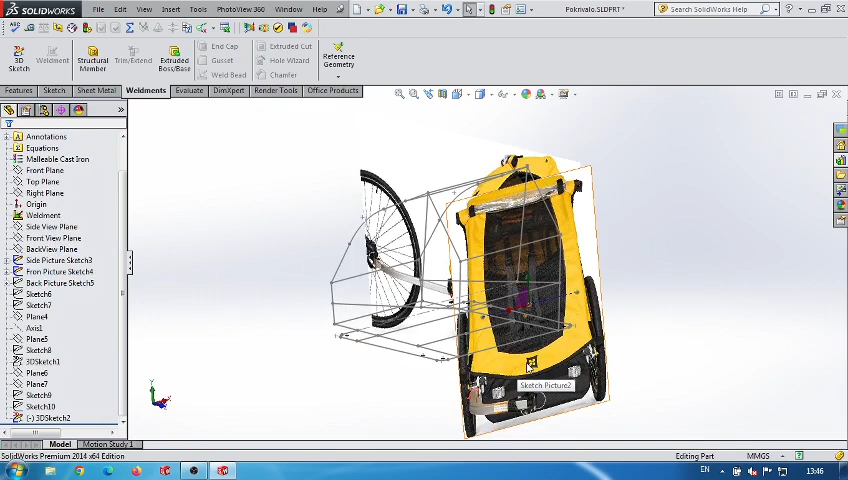 SOLIDWORKS File Edit View Insert Tools PhotoView 360 Window Help Pokrivalo.SLDPRT * Search SolidWorks Help
3D Sketch Weldment Structural Member Trim/Extend Extruded Boss/Base End Cap Gusset Weld Bead Extruded Cut Hole Wizard Chamfer Reference Geometry
Features Sketch Sheet Metal Weldments Evaluate DimXpert Render Tools Office Products
Annotations
Equations
Malleable Cast Iron
Front Plane
Top Plane
Right Plane
Origin
Weldment
Side View Plane
Front View Plane
BackView Plane
Side Picture Sketch3
Fron Picture Sketch4
Back Picture Sketch5
Sketch6
Sketch7
Plane4
Axis1
Plane5
Sketch8
3DSketch1
Plane6
Plane7
Sketch9
Sketch10
(-) 3DSketch2
Sketch Picture2
Model Motion Study 1
SolidWorks Premium 2014 x64 Edition Editing Part MMGS
EN 13:46